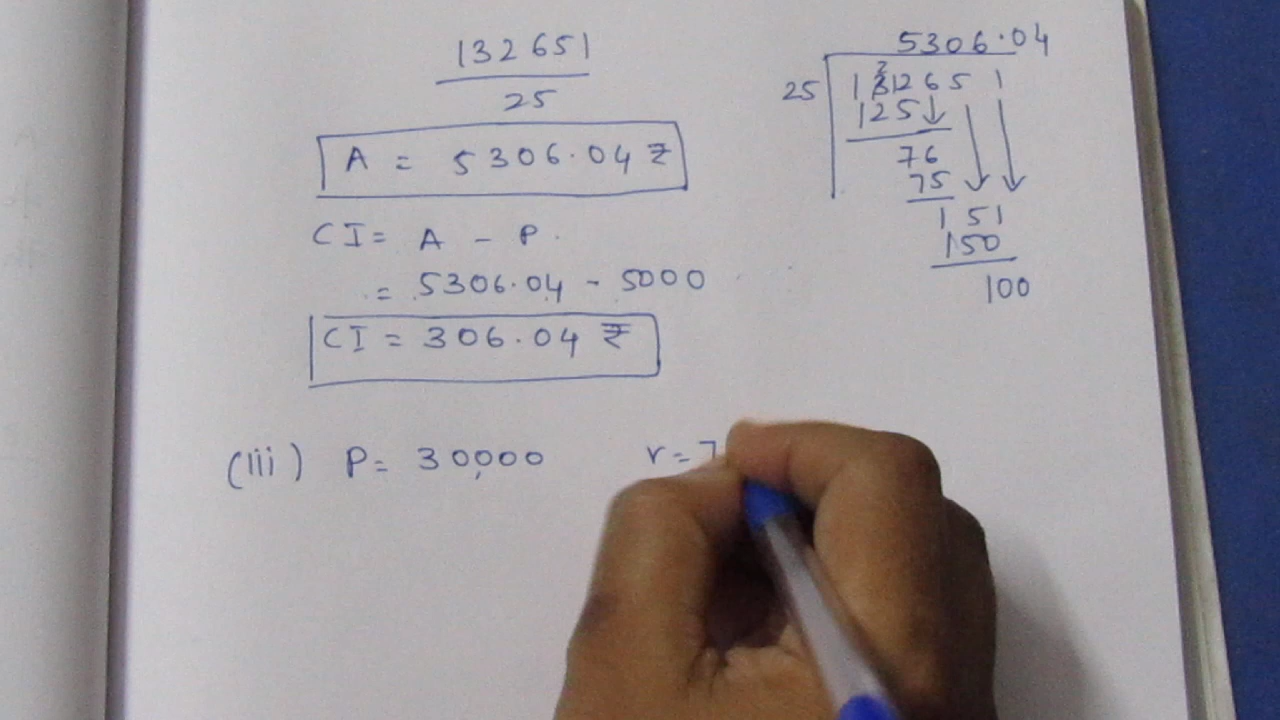 132651
25
A = 5306.04 ₹
CI = A - P.
= 5306.04 - 5000
CI = 306.04 ₹
5306.04
25
132651
125
76
75
151
150
100
(iii) P = 30,000 r = 7